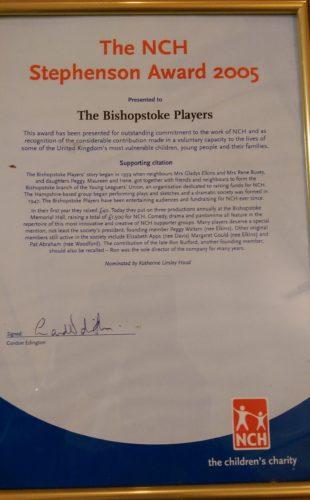 The NCH
Stephenson Award 2005
Presented to
The Bishopstoke Players
This award has been presented for outstanding commitment to the work of NCH and as
recognition of the considerable contribution made in a voluntary capacity to the lives of
some of the United Kingdom's most vulnerable children, young people and their families.
Supporting citation
The Bishopstoke Players' story began in 1933 when neighbours Mrs Gladys Elkins and Mrs Rene Busty,
and daughters Peggy, Maureen and Irene, got together with friends and neighbours to form the
Bishopstoke branch of the Young Leaguers' Union, an organisation dedicated to raising funds for NCH.
The Hampshire-based group began performing plays and sketches and a dramatic society was formed in
1947. The Bishopstoke Players have been entertaining audiences and fundraising for NCH ever since.
In their first year they raised Today they put on three productions annually at the Bishopstoke
Memorial Hall, raising a total of for NCH. Comedy, drama and pantomime all feature in the
repertoire of this most innovative and creative of NCH support groups. Many players deserve a special
mention, not least the society's president, founding member Peggy Welters (nee Elkins). Other original
members still active in the society include Elizabeth Apps (nee Davis) Margaret Gould (nee Elkins) and
Pat Abraham (nee Woodford). The contribution of the late Ron founding member,
should also be recalled – Ron was the sole director of the company for many years.
Nominated by Katherine Linsley Hood
Signed:
Gordon Edington
NCH
the children's charity